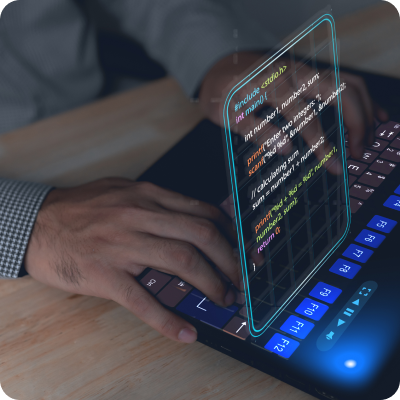 #include <stdio.h>
int main() {
int number1, number2, sum;
printf("Enter two integers: ");
scanf("%d %d", &number1, &number2);
// calculating sum
sum = number1 + number2;
printf("%d + %d = %d", number1,
number2, sum);
return 0;
}
F5
F6
F7
F8
F9
F10
F11
F12